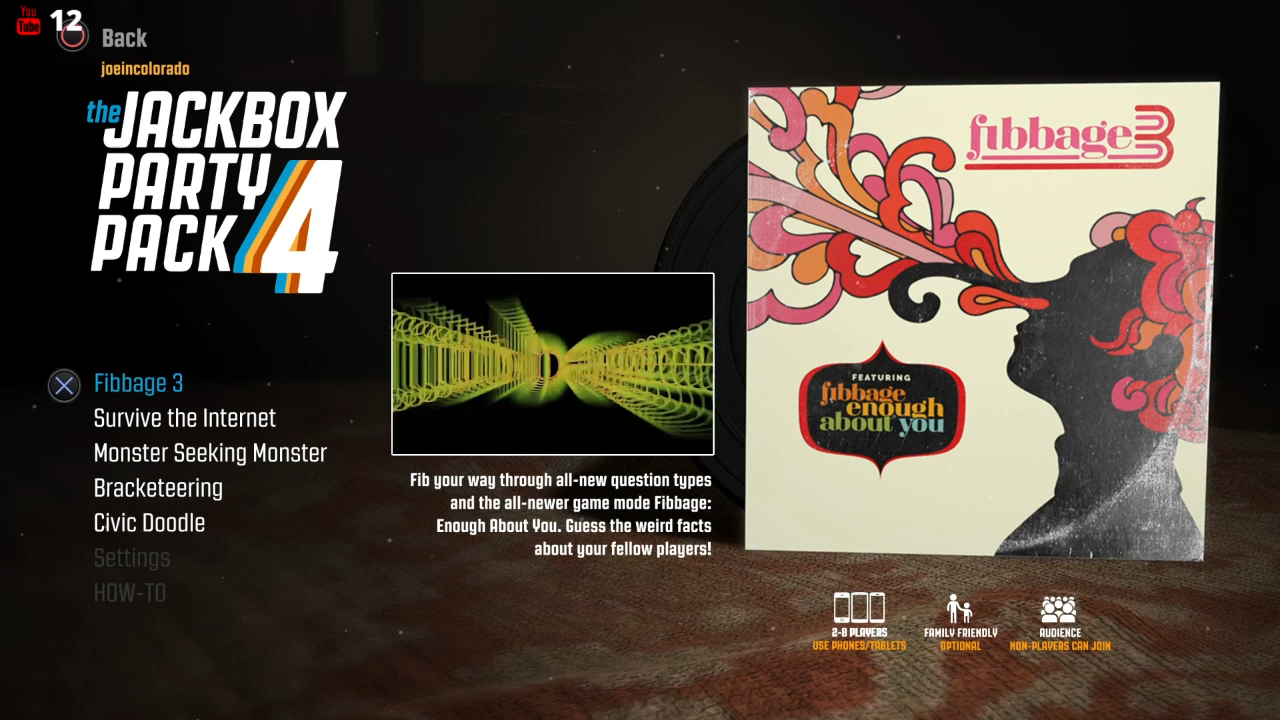 You
Tube
12
Back
joeincolorado
the JACKBOX
PARTY
PACK 4
Fibbage 3
Survive the Internet
Monster Seeking Monster
Bracketeering
Civic Doodle
Settings
HOW-TO
Fib your way through all-new question types
and the all-newer game mode Fibbage:
Enough About You. Guess the weird facts
about your fellow players!
fibbage 3
FEATURING
fibbage
enough
about you
2-8 PLAYERS
USE PHONES/TABLETS
FAMILY FRIENDLY
OPTIONAL
AUDIENCE
NON-PLAYERS CAN JOIN